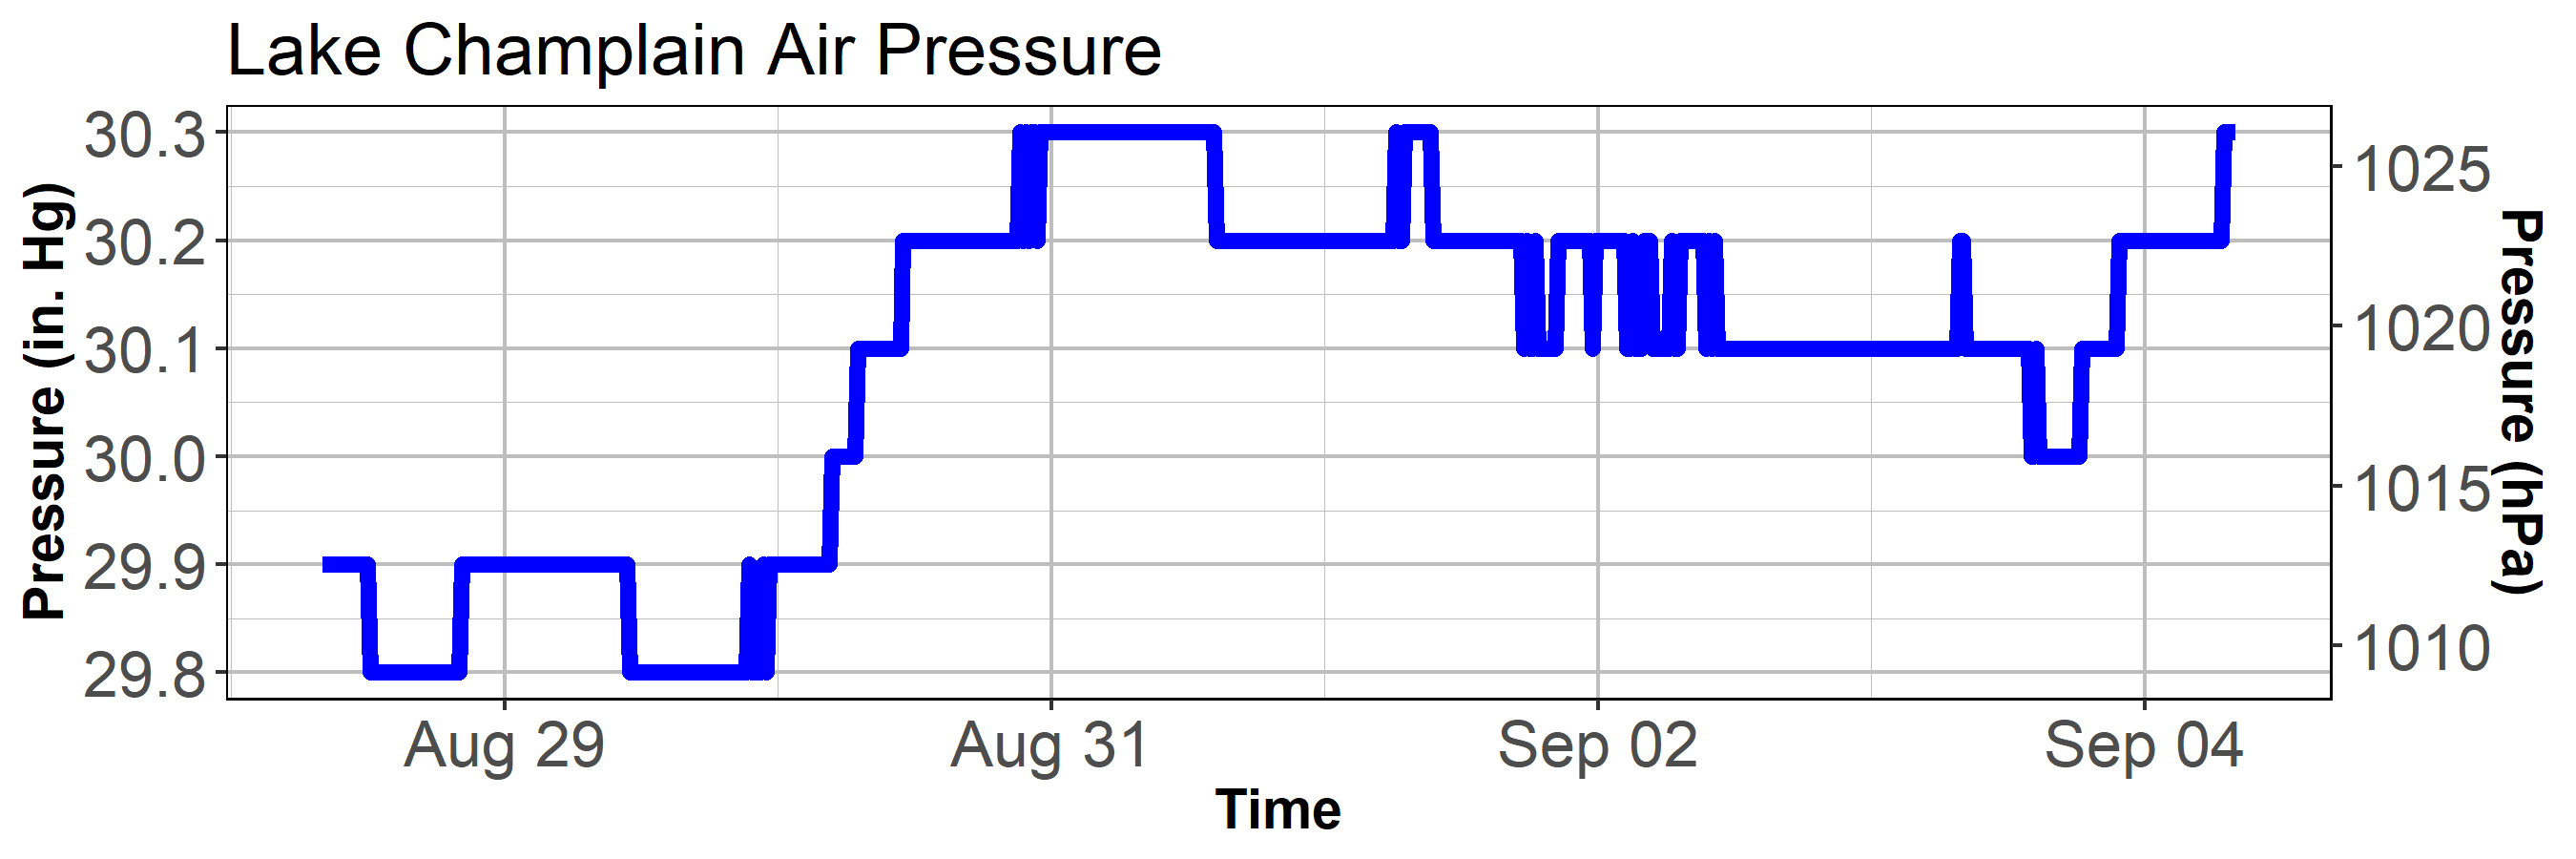 Lake Champlain Air Pressure
Pressure (in. Hg)
30.3
30.2
30.1
30.0
29.9
29.8
1025
1020
1015
1010
Pressure (hPa)
Aug 29
Aug 31
Sep 02
Sep 04
Time